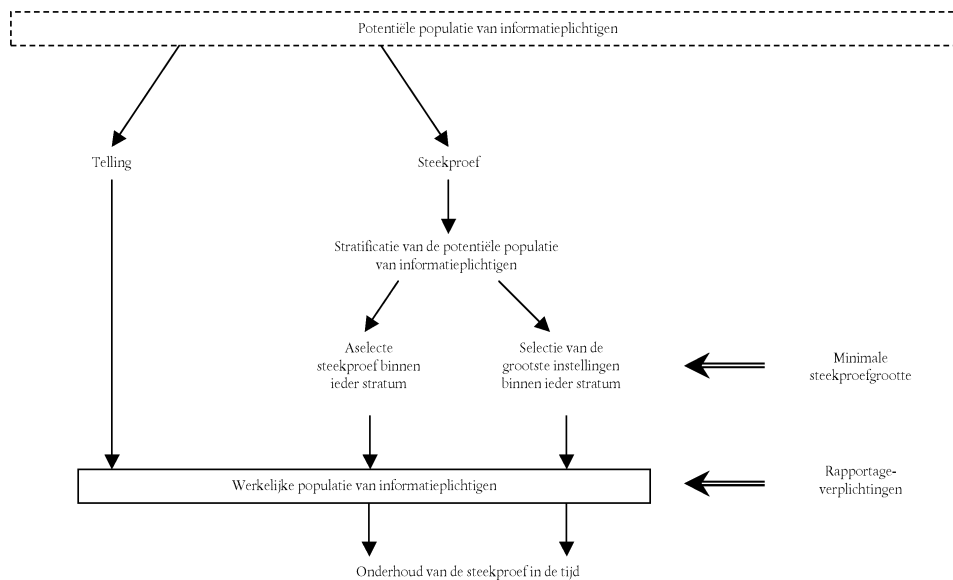 Potentiële populatie van informatieplichtigen
Telling
Steekproef
Stratificatie van de potentiële populatie
van informatieplichtigen
Aselecte
steekproef binnen
ieder stratum
Selectie van de
grootste instellingen
binnen ieder stratum
Minimale
steekproefgrootte
Werkelijke populatie van informatieplichtigen
Rapportage-
verplichtingen
Onderhoud van de steekproef in de tijd